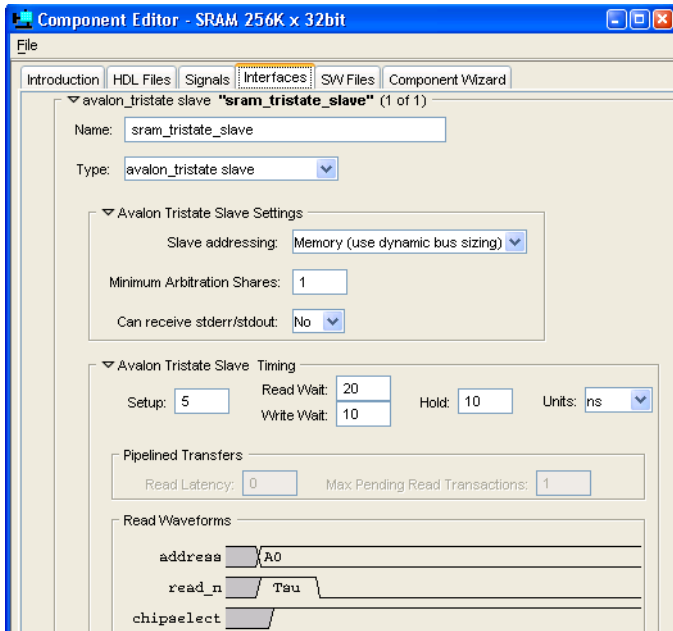 Component Editor - SRAM 256K x 32bit
File
Introduction HDL Files Signals Interfaces SW Files Component Wizard
avalon_tristate slave "sram_tristate_slave" (1 of 1)
Name: sram_tristate_slave
Type: avalon_tristate slave
Avalon Tristate Slave Settings
Slave addressing: Memory (use dynamic bus sizing)
Minimum Arbitration Shares: 1
Can receive stderr/stdout: No
Avalon Tristate Slave Timing
Setup: 5 Read Wait: 20 Write Wait: 10 Hold: 10 Units: ns
Pipelined Transfers
Read Latency: 0 Max Pending Read Transactions: 1
Read Waveforms
address A0
read_n Tsu
chipselect